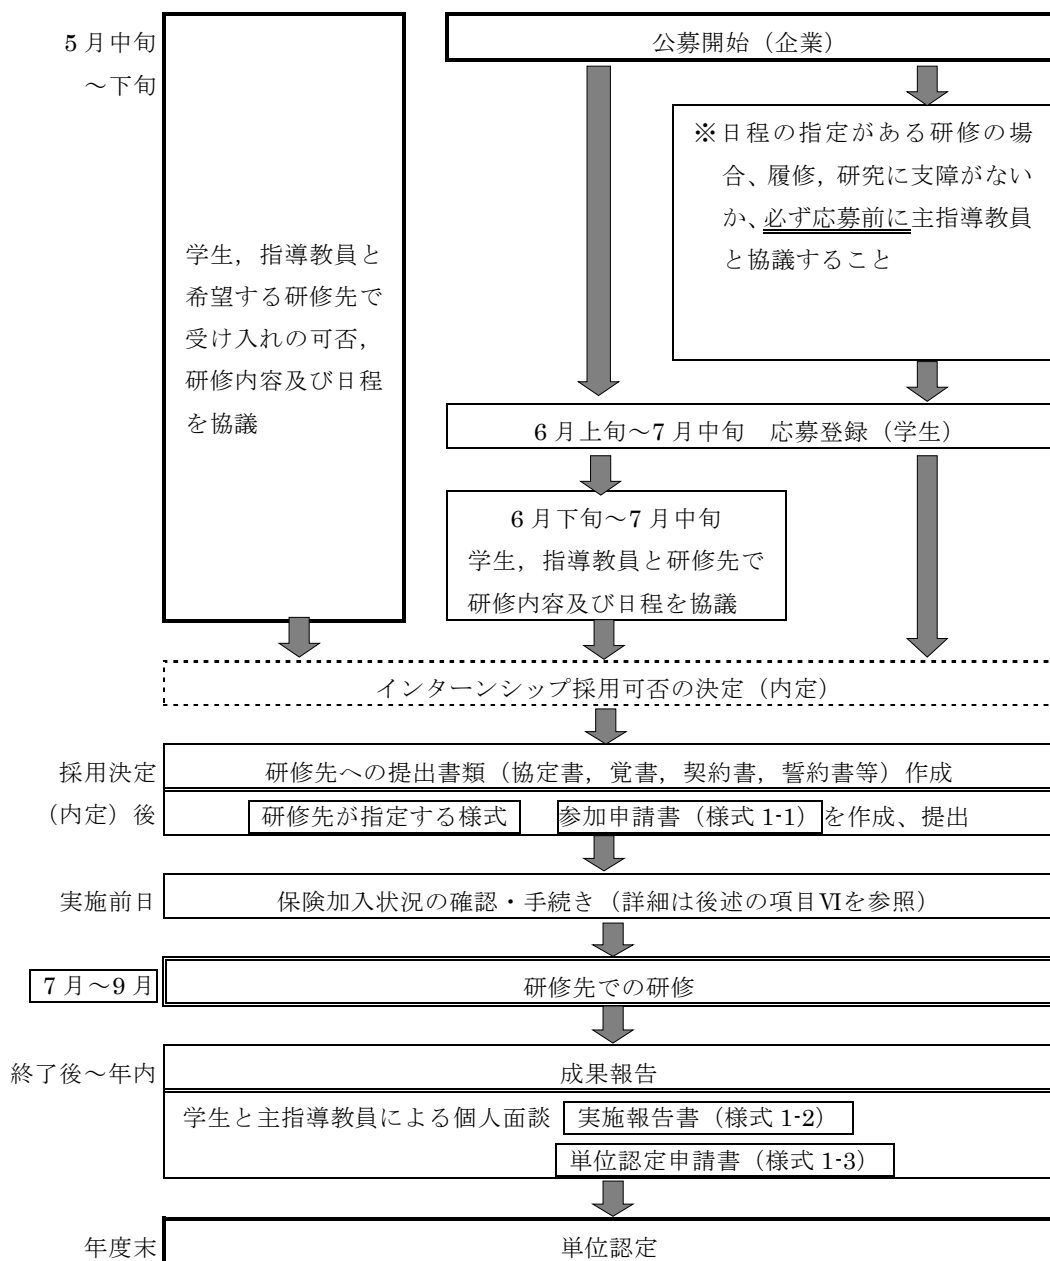 5月中旬
～下旬
学生，指導教員と
希望する研修先で
受け入れの可否，
研修内容及び日程
を協議
公募開始（企業）
※日程の指定がある研修の場
合、履修，研究に支障がない
か、必ず応募前に主指導教員
と協議すること
6月上旬～7月中旬　応募登録（学生）
6月下旬～7月中旬
学生，指導教員と研修先で
研修内容及び日程を協議
インターンシップ採用可否の決定（内定）
採用決定
（内定）後
研修先への提出書類（協定書，覚書，契約書，誓約書等）作成
研修先が指定する様式　参加申請書（様式 1-1）を作成、提出
実施前日
保険加入状況の確認・手続き（詳細は後述の項目Ⅵを参照）
7月～9月
研修先での研修
終了後～年内
成果報告
学生と主指導教員による個人面談　実施報告書（様式 1-2）
単位認定申請書（様式 1-3）
年度末
単位認定